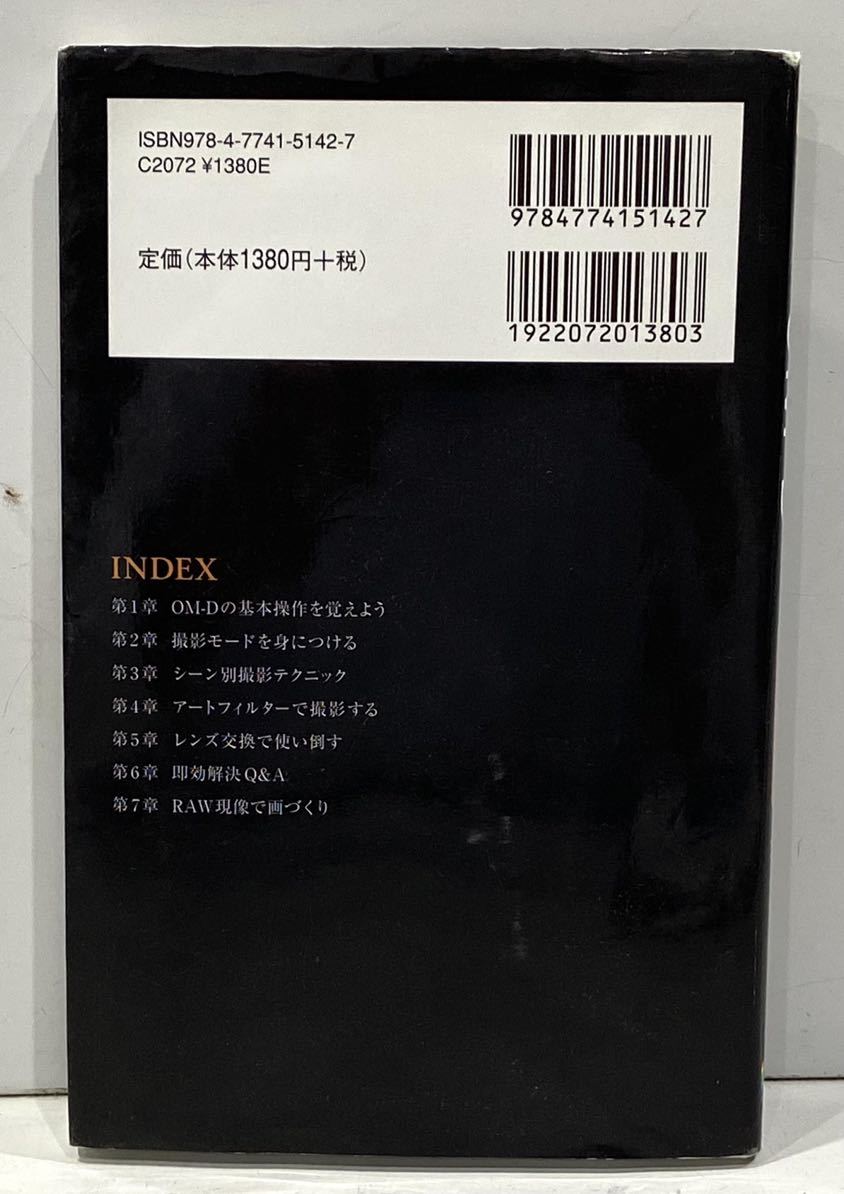 ISBN978-4-7741-5142-7
C2072 ¥1380E
9784774151427
定価(本体1380円+税)
1922072013803
INDEX
第1章 OM-Dの基本操作を覚えよう
第2章 撮影モードを身につける
第3章 シーン別撮影テクニック
第4章 アートフィルターで撮影する
第5章 レンズ交換で使い倒す
第6章 即効解決Q&A
第7章 RAW現像で画づくり